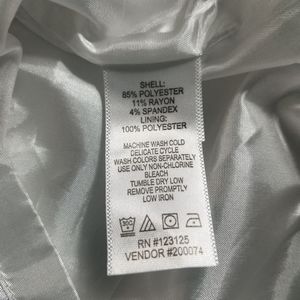 SHELL:
85% POLYESTER
11% RAYON
4% SPANDEX
LINING:
100% POLYESTER
MACHINE WASH COLD
DELICATE CYCLE
WASH COLORS SEPARATELY
USE ONLY NON-CHLORINE
BLEACH
TUMBLE DRY LOW
REMOVE PROMPTLY
LOW IRON
RN #123125
VENDOR #200074